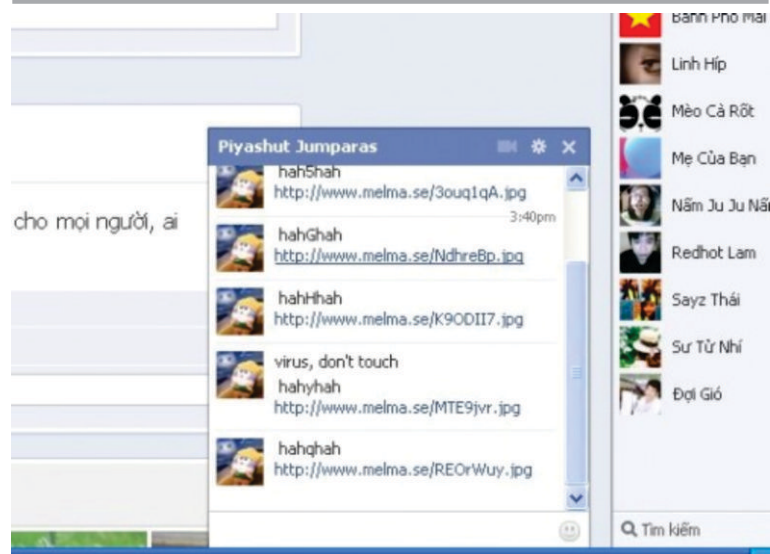 cho mọi người, ai
Piyashut Jumparas
hah5hah
http://www.melma.se/3ouq1qA.jpg
3:40pm
hahGhah
http://www.melma.se/NdhreBp.jpg
hahHhah
http://www.melma.se/K9ODII7.jpg
virus, don't touch
hahyhah
http://www.melma.se/MTE9jvr.jpg
hahqhah
http://www.melma.se/REOrWuy.jpg
Bánh Phô Mai
Linh Híp
Mèo Cà Rốt
Mẹ Của Bạn
Nấm Ju Ju Nấ
Redhot Lam
Sayz Thái
Sư Tử Nhí
Đợi Gió
Tìm kiếm